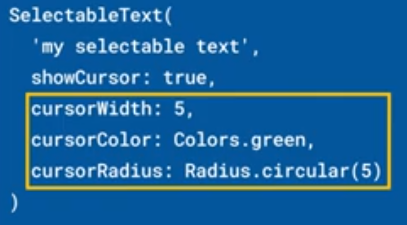 SelectableText(
'my selectable text',
showCursor: true,
cursorWidth: 5,
cursorColor: Colors.green,
cursorRadius: Radius.circular(5)
)